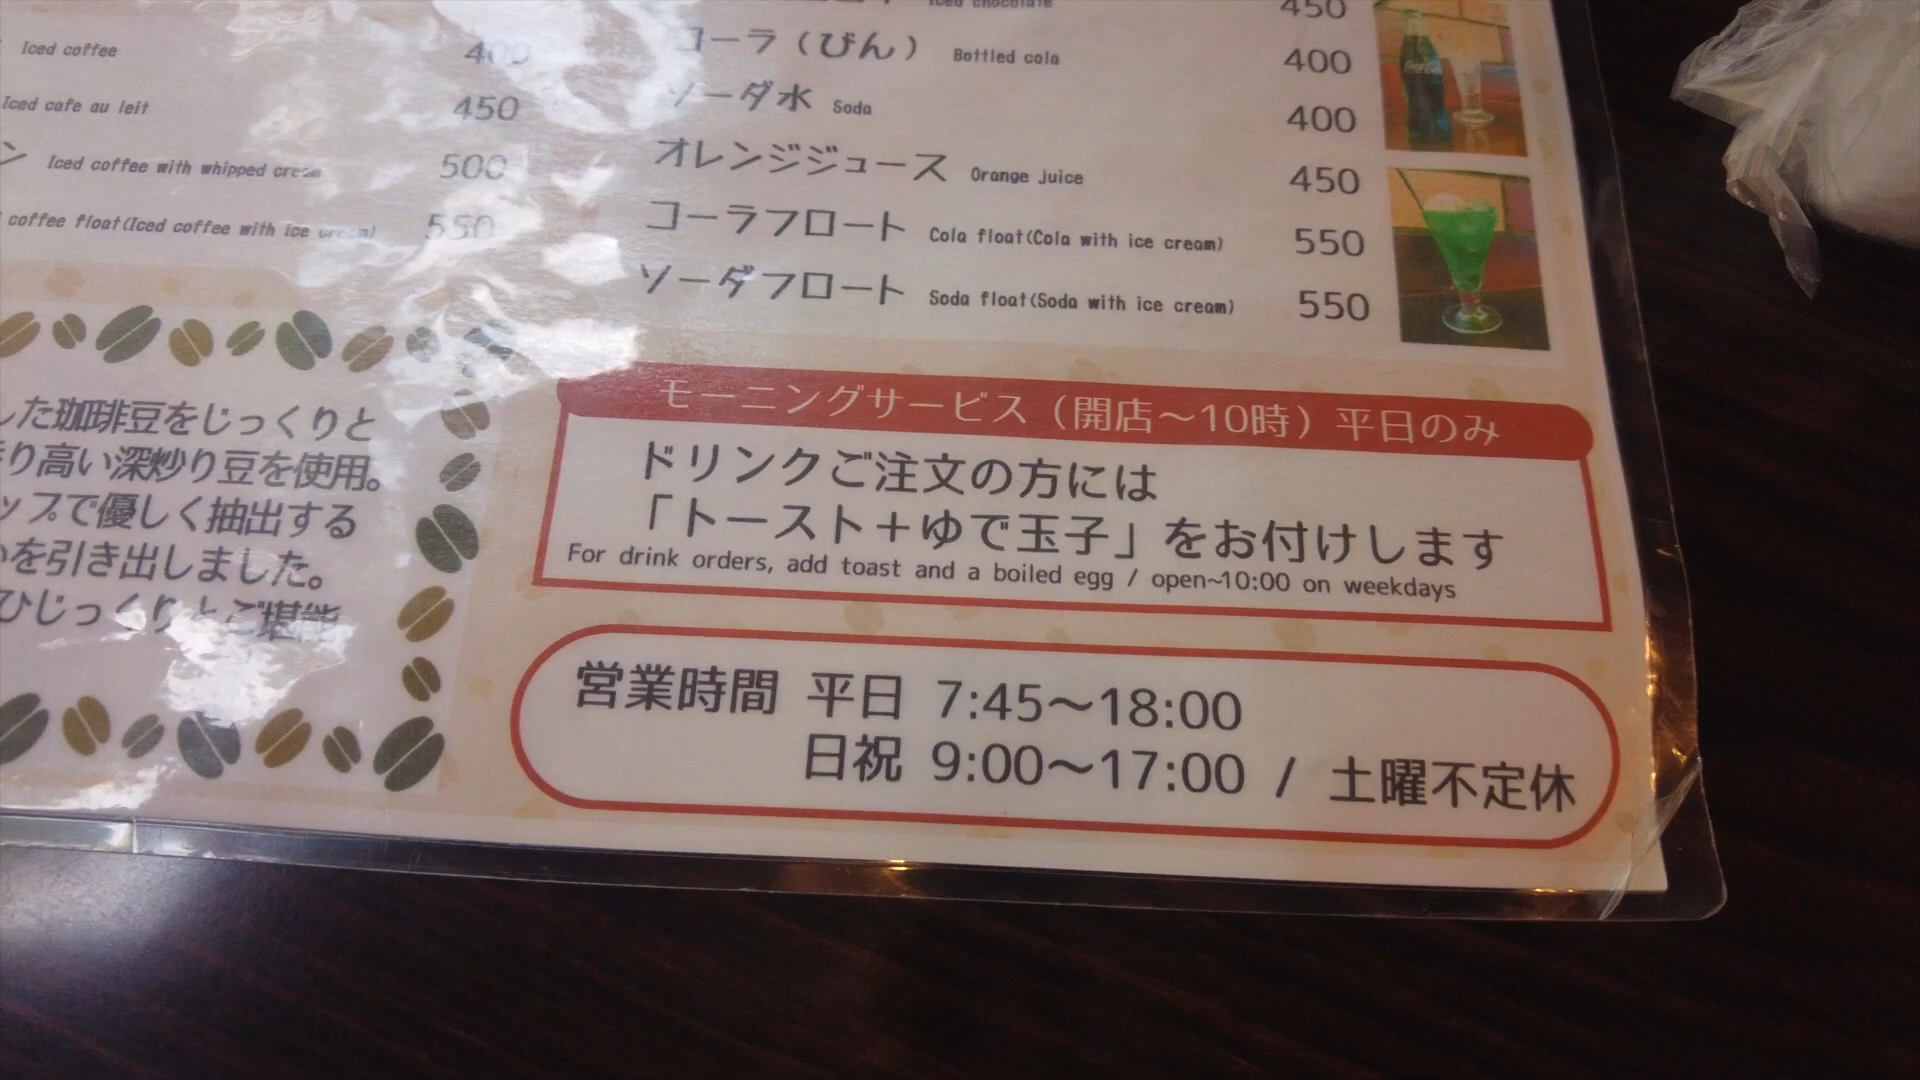 Iced coffee 400
Iced cafe au leit 450
ン Iced coffee with whipped cream 500
coffee float(Iced coffee with ice cream) 550
Iced chocolate 450
コーラ（びん） Bottled cola 400
ソーダ水 Soda 400
オレンジジュース Orange juice 450
コーラフロート Cola float(Cola with ice cream) 550
ソーダフロート Soda float(Soda with ice cream) 550
Coca-Cola
した珈琲豆をじっくりと
り高い深炒り豆を使用。
ップで優しく抽出する
を引き出しました。
ひじっくりとご堪能
モーニングサービス（開店〜10時）平日のみ
ドリンクご注文の方には
「トースト＋ゆで玉子」をお付けします
For drink orders, add toast and a boiled egg / open~10:00 on weekdays
営業時間 平日 7:45〜18:00
日祝 9:00〜17:00 / 土曜不定休